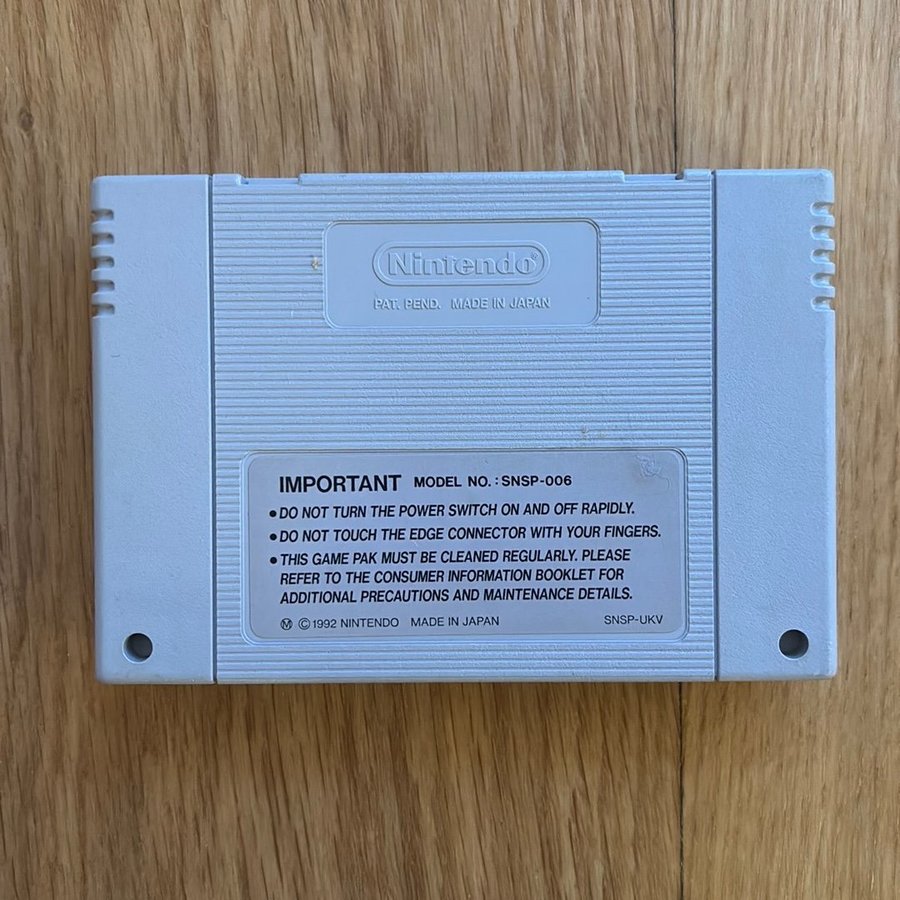 Nintendo®
PAT. PEND. MADE IN JAPAN
IMPORTANT MODEL NO. : SNSP-006
• DO NOT TURN THE POWER SWITCH ON AND OFF RAPIDLY.
• DO NOT TOUCH THE EDGE CONNECTOR WITH YOUR FINGERS.
• THIS GAME PAK MUST BE CLEANED REGULARLY. PLEASE
REFER TO THE CONSUMER INFORMATION BOOKLET FOR
ADDITIONAL PRECAUTIONS AND MAINTENANCE DETAILS.
Ⓜ © 1992 NINTENDO MADE IN JAPAN SNSP-UKV